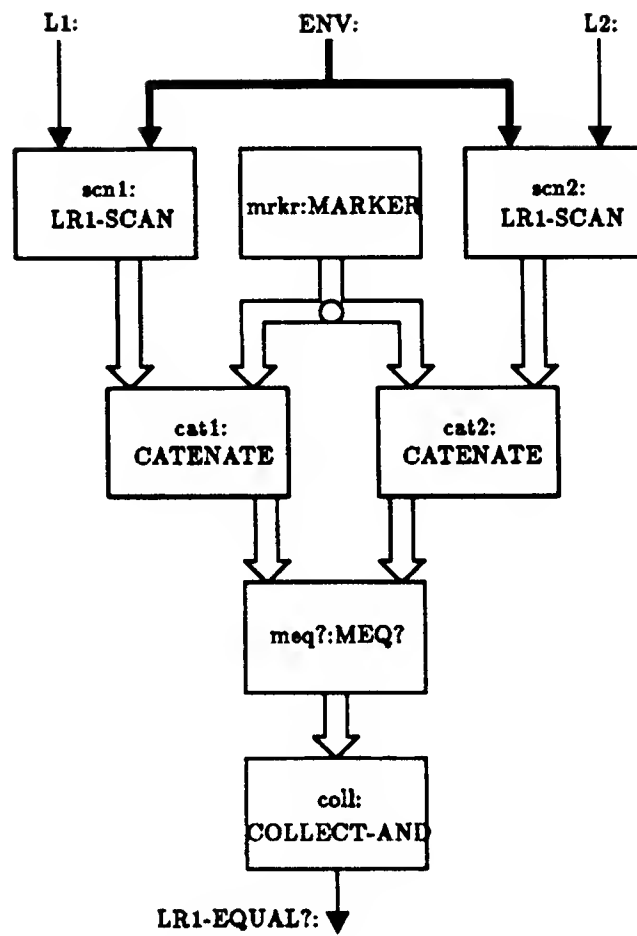 L1:
ENV:
L2:
scn1:
LR1-SCAN
mrkr:MARKER
scn2:
LR1-SCAN
cat1:
CATENATE
cat2:
CATENATE
meq?:MEQ?
coll:
COLLECT-AND
LR1-EQUAL?: